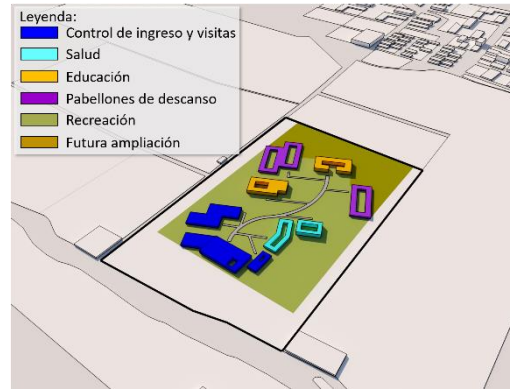 Leyenda:
Control de ingreso y visitas
Salud
Educación
Pabellones de descanso
Recreación
Futura ampliación